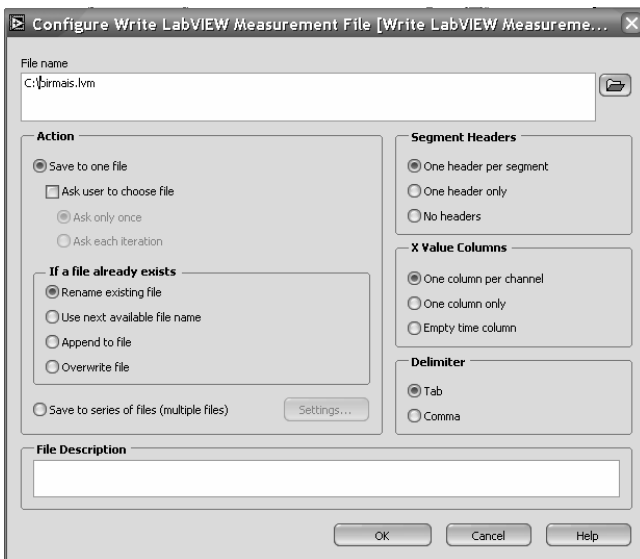 Configure Write LabVIEW Measurement File [Write LabVIEW Measureme...
File name
C:\birmais.lvm
Action
Save to one file
Ask user to choose file
Ask only once
Ask each iteration
If a file already exists
Rename existing file
Use next available file name
Append to file
Overwrite file
Save to series of files (multiple files)
Settings...
Segment Headers
One header per segment
One header only
No headers
X Value Columns
One column per channel
One column only
Empty time column
Delimiter
Tab
Comma
File Description
OK
Cancel
Help